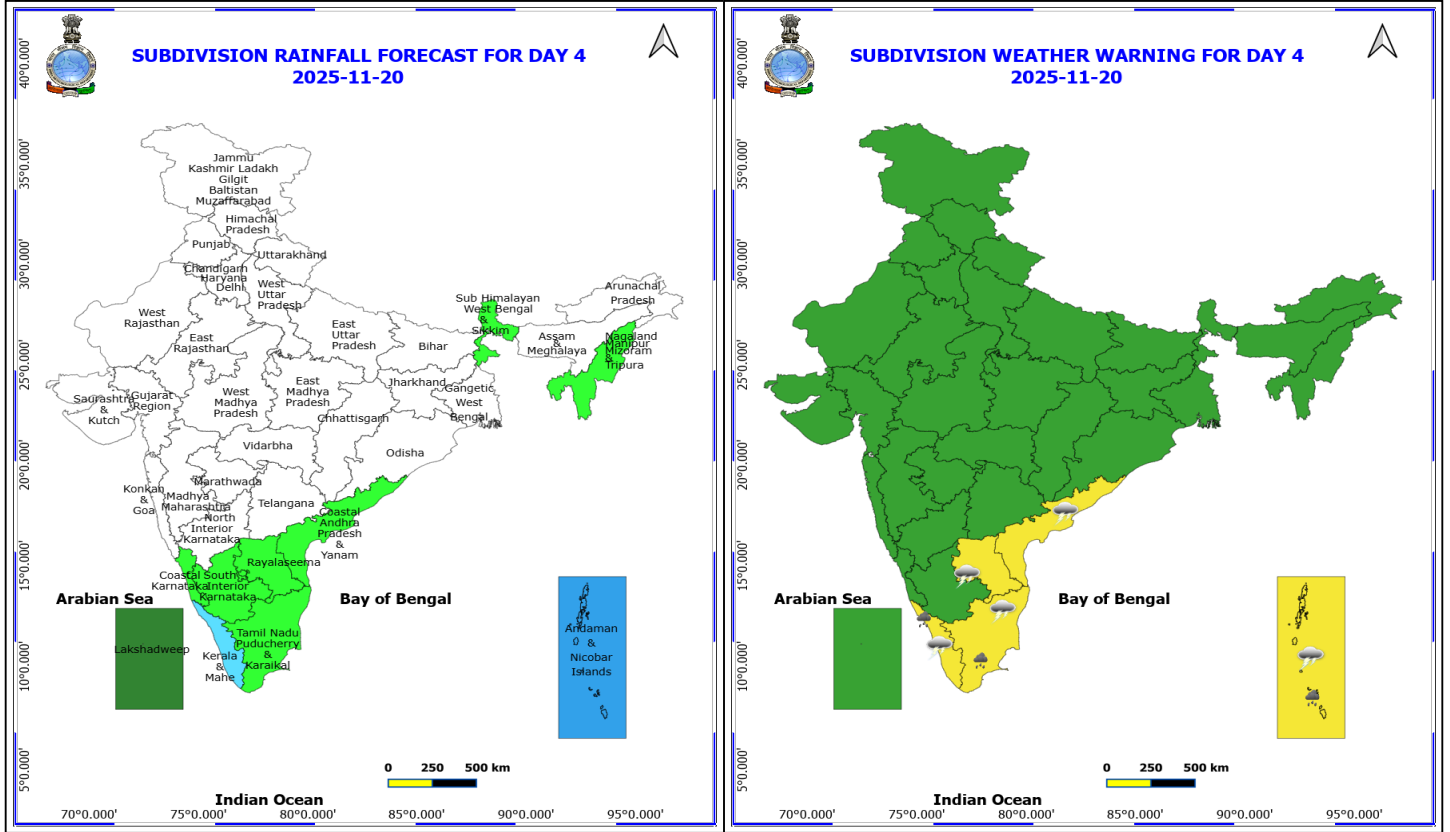 SUBDIVISION RAINFALL FORECAST FOR DAY 4
2025-11-20
40°0.000'
35°0.000'
30°0.000'
25°0.000'
20°0.000'
15°0.000'
10°0.000'
5°0.000'
Jammu
Kashmir Ladakh
Gilgit
Baltistan
Muzaffarabad
Himachal
Pradesh
Punjab
Uttarakhand
Chandigarh
Haryana
Delhi
West
Uttar
Pradesh
Arunachal
Pradesh
Sub Himalayan
West Bengal
&
Sikkim
West
Rajasthan
East
Rajasthan
East
Uttar
Pradesh
Bihar
Assam
&
Meghalaya
Nagaland
Manipur
Mizoram
&
Tripura
Saurashtra
&
Kutch
Gujarat
Region
West
Madhya
Pradesh
East
Madhya
Pradesh
Jharkhand
Gangetic
West
Bengal
Chhattisgarh
Vidarbha
Odisha
Konkan
&
Goa
Madhya
Maharashtra
Marathwada
Telangana
North
Interior
Karnataka
Coastal
Andhra
Pradesh
&
Yanam
Rayalaseema
Coastal
Karnataka
South
Interior
Karnataka
Arabian Sea
Bay of Bengal
Lakshadweep
Kerala
&
Mahe
Tamil Nadu
Puducherry
&
Karaikal
Andaman
&
Nicobar
Islands
0 250 500 km
Indian Ocean
70°0.000' 75°0.000' 80°0.000' 85°0.000' 90°0.000' 95°0.000'
SUBDIVISION WEATHER WARNING FOR DAY 4
2025-11-20
40°0.000'
35°0.000'
30°0.000'
25°0.000'
20°0.000'
15°0.000'
10°0.000'
5°0.000'
Arabian Sea
Bay of Bengal
0 250 500 km
Indian Ocean
70°0.000' 75°0.000' 80°0.000' 85°0.000' 90°0.000' 95°0.000'